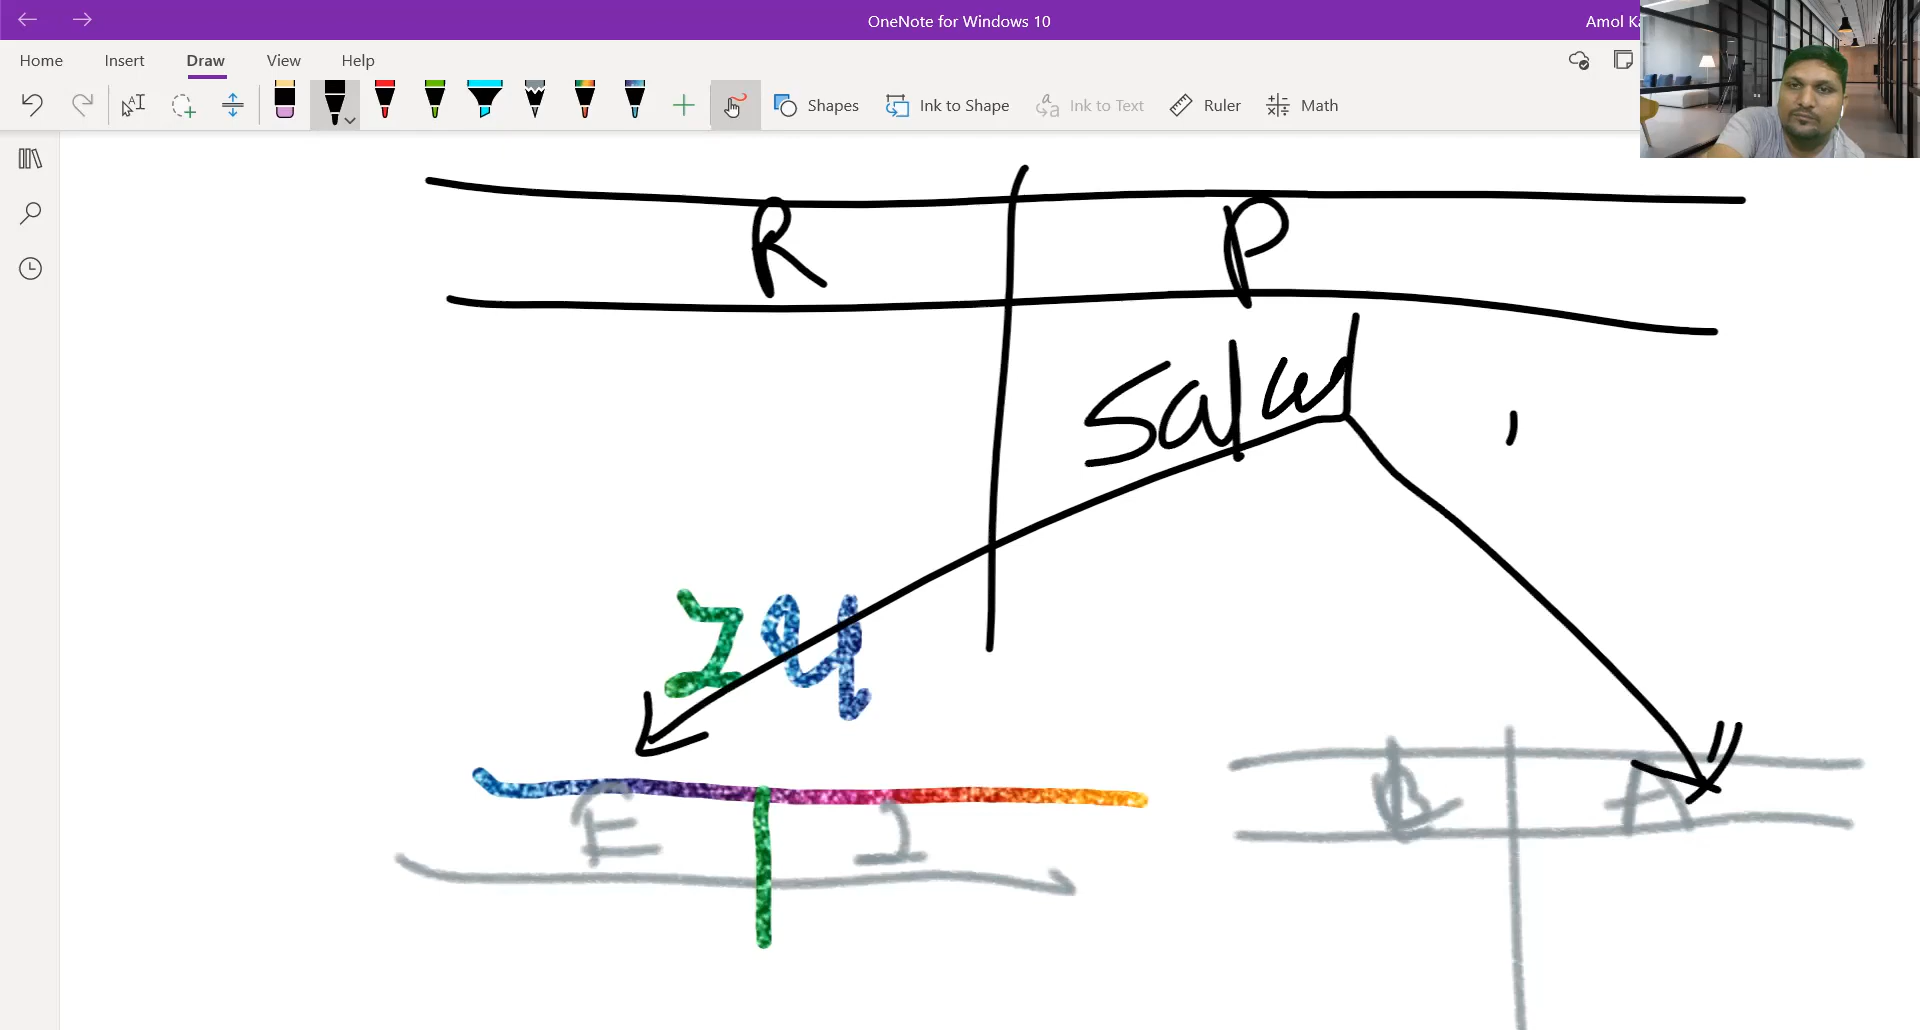 OneNote for Windows 10
Amol Ka
Home Insert Draw View Help
Shapes Ink to Shape Ink to Text Ruler Math
R P
E I
A